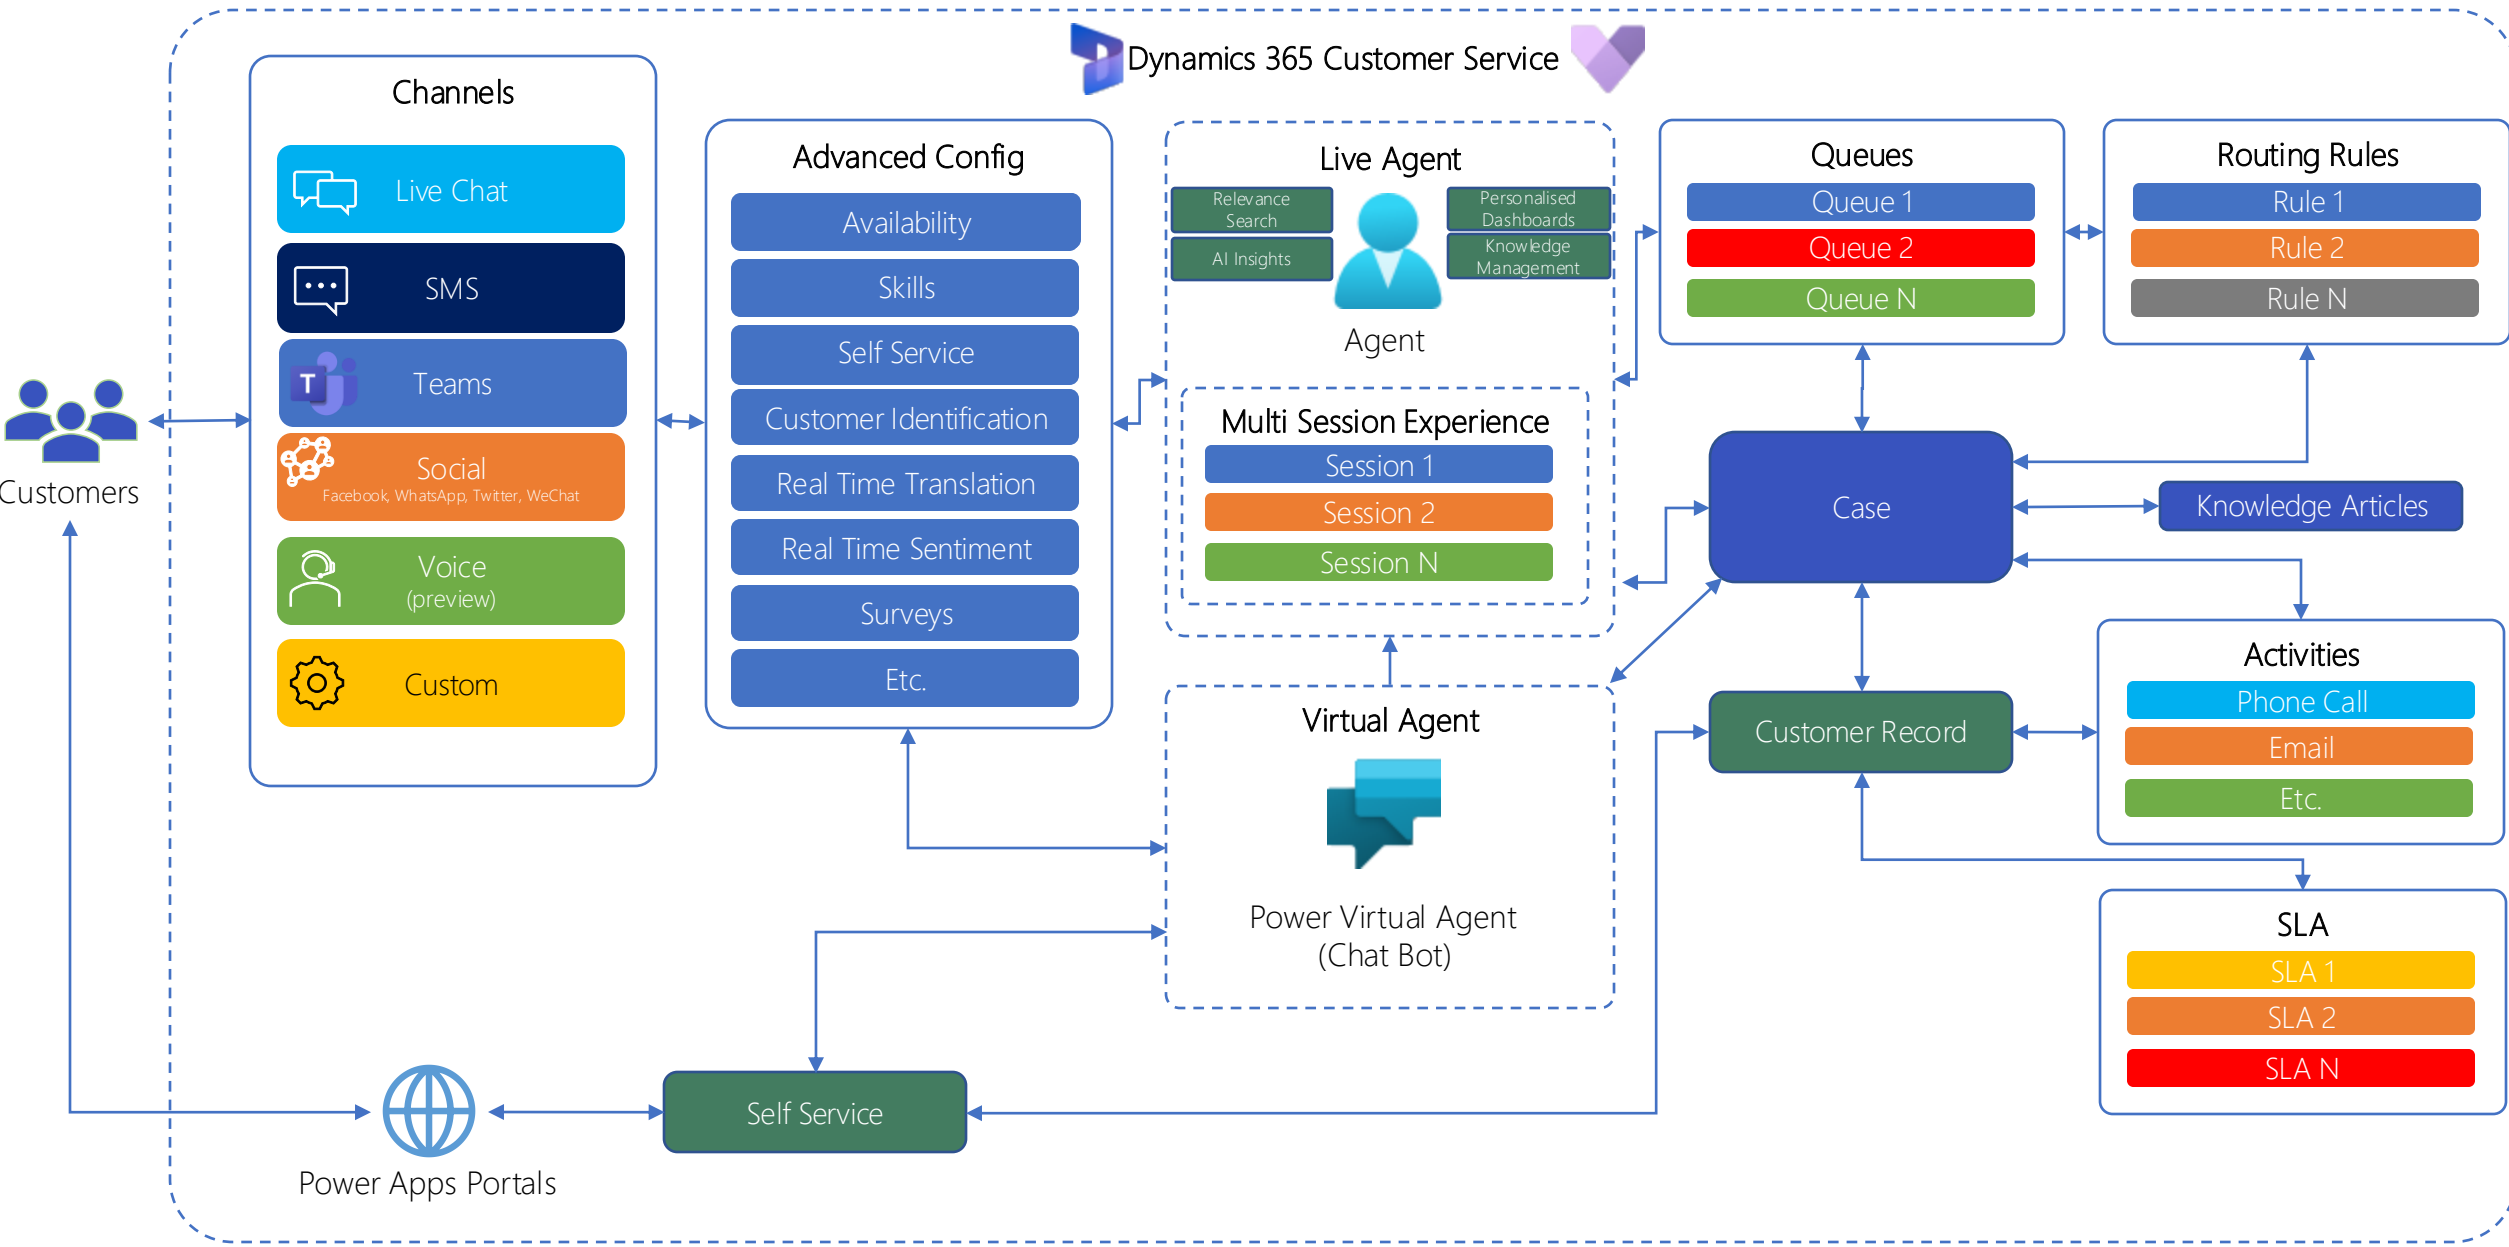 Dynamics 365 Customer Service
Channels
Live Chat
SMS
T
Teams
Social
Facebook, WhatsApp, Twitter, WeChat
Voice
(preview)
Custom
Customers
Advanced Config
Availability
Skills
Self Service
Customer Identification
Real Time Translation
Real Time Sentiment
Surveys
Etc.
Live Agent
Relevance
Search
AI Insights
Personalised
Dashboards
Knowledge
Management
Agent
Multi Session Experience
Session 1
Session 2
Session N
Virtual Agent
Power Virtual Agent
(Chat Bot)
Queues
Queue 1
Queue 2
Queue N
Routing Rules
Rule 1
Rule 2
Rule N
Case
Knowledge Articles
Customer Record
Activities
Phone Call
Email
Etc.
SLA
SLA 1
SLA 2
SLA N
Self Service
Power Apps Portals